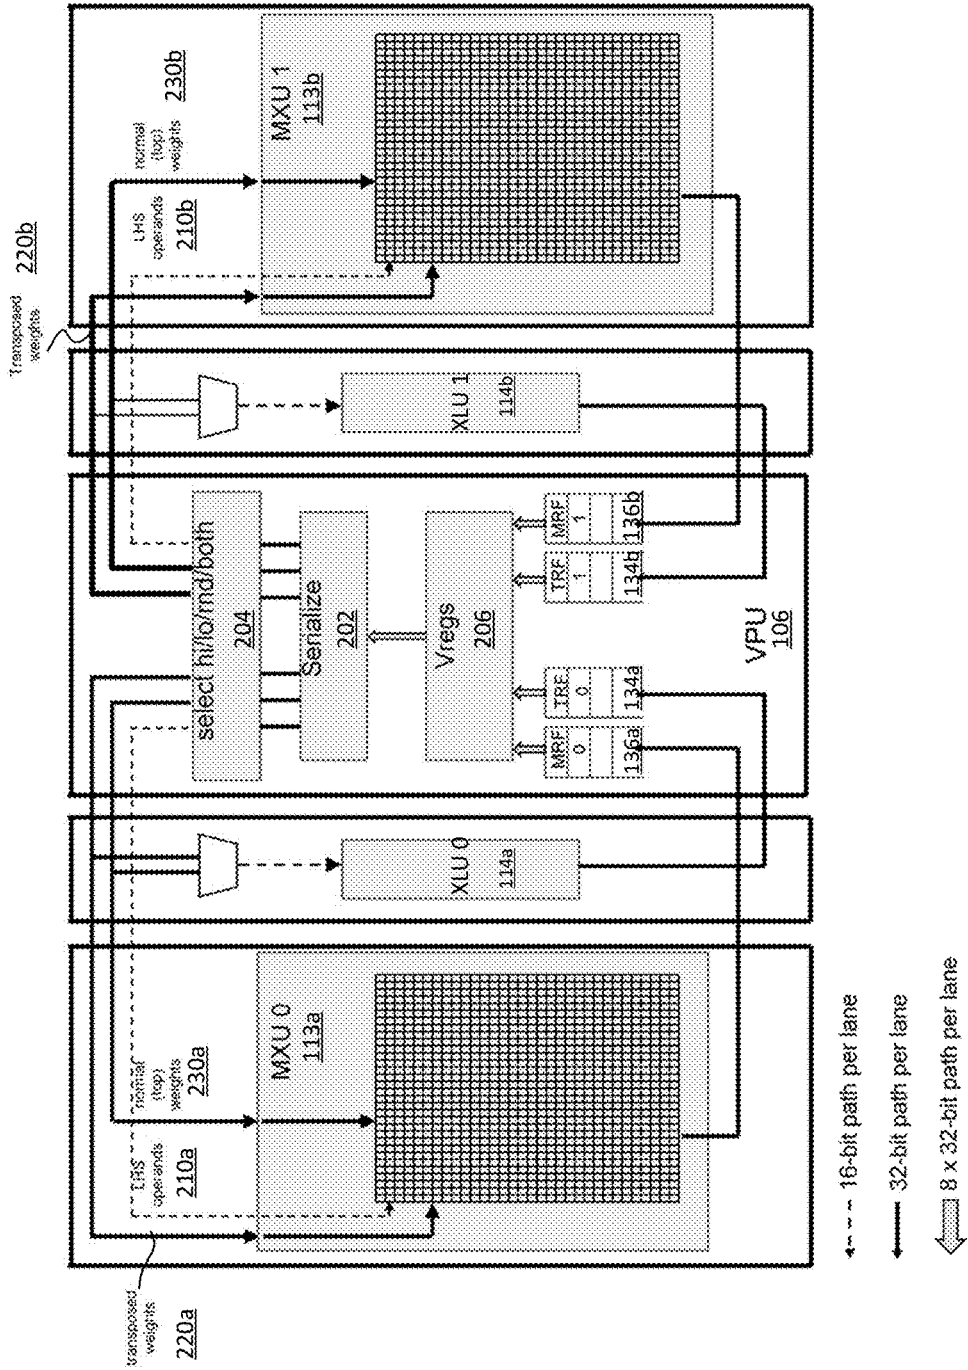 transposed
weights
220a
LHS
operands
210a
normal
(top)
weights
230a
MXU 0
113a
XLU 0
114a
select hi/lo/rnd/both
204
Serialize
202
Vregs
206
MRF
0
136a
TRF
0
134a
TRF
1
134b
MRF
1
136b
VPU
106
XLU 1
114b
Transposed
weights
220b
LHS
operands
210b
normal
(top)
weights
230b
MXU 1
113b
16-bit path per lane
32-bit path per lane
8 x 32-bit path per lane